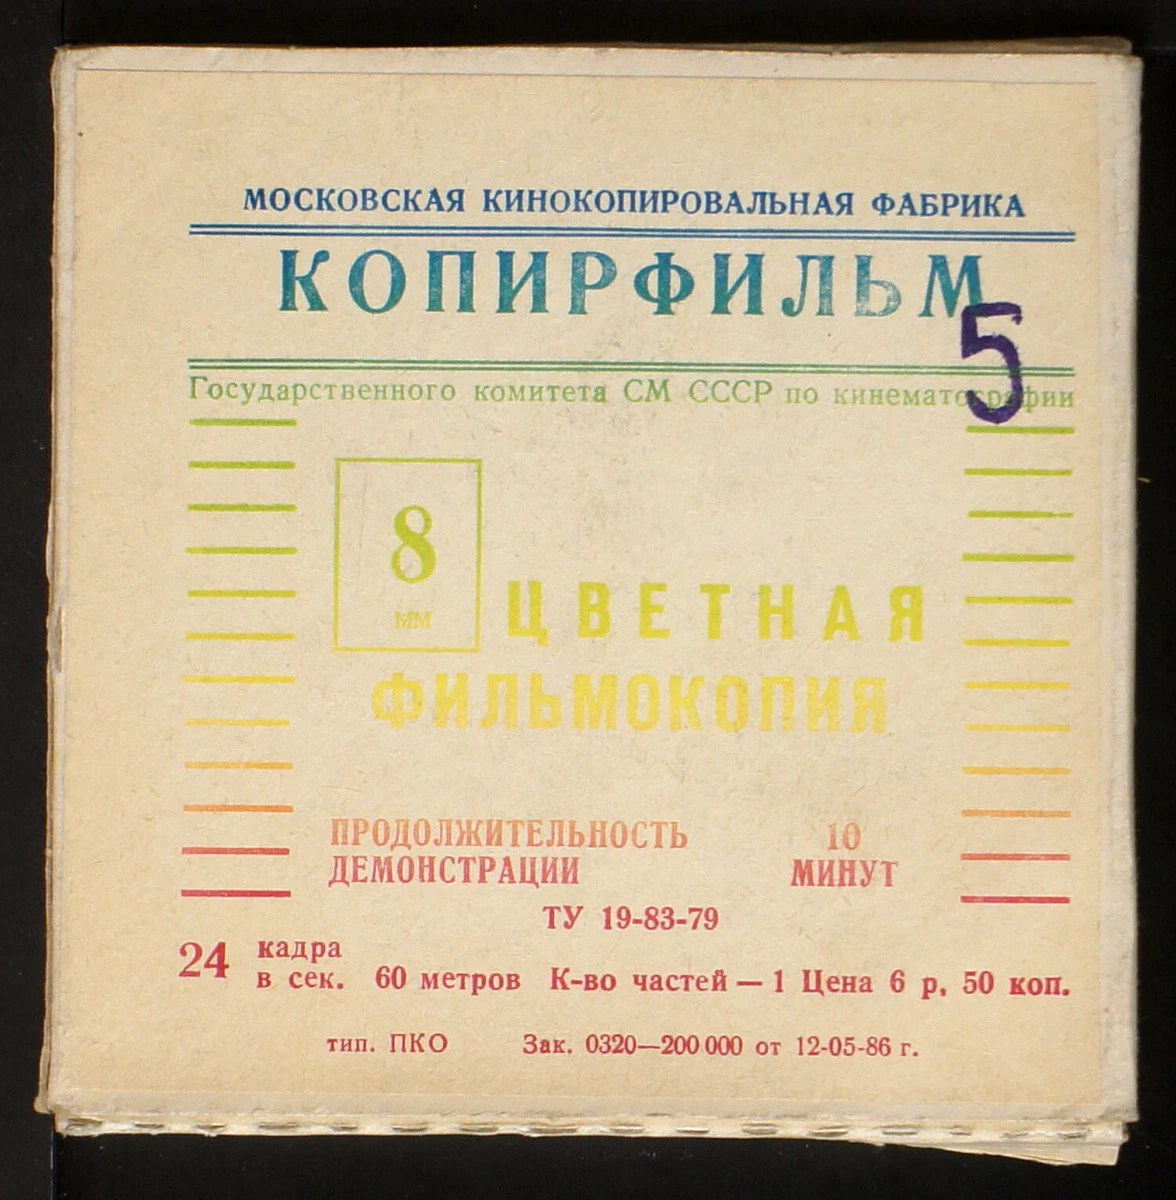 МОСКОВСКАЯ КИНОКОПИРОВАЛЬНАЯ ФАБРИКА
КОПИРФИЛЬМ
5
Государственного комитета СМ СССР по кинематографии
8
мм
ЦВЕТНАЯ
ФИЛЬМОКОПИЯ
ПРОДОЛЖИТЕЛЬНОСТЬ 10
ДЕМОНСТРАЦИИ МИНУТ
ТУ 19-83-79
24 кадра
в сек. 60 метров К-во частей — 1 Цена 6 р, 50 коп.
тип. ПКО Зак. 0320—200 000 от 12-05-86 г.